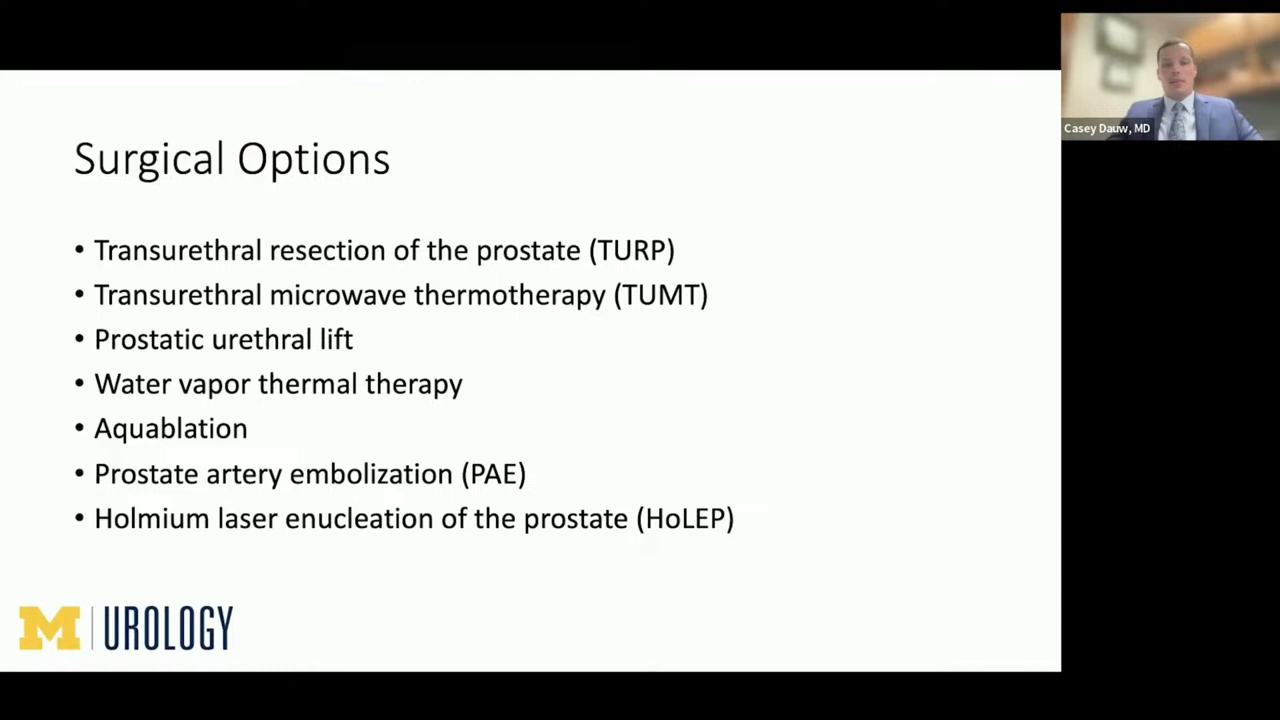 Surgical Options
• Transurethral resection of the prostate (TURP)
• Transurethral microwave thermotherapy (TUMT)
• Prostatic urethral lift
• Water vapor thermal therapy
• Aquablation
• Prostate artery embolization (PAE)
• Holmium laser enucleation of the prostate (HoLEP)
M | UROLOGY
Casey Dauw, MD